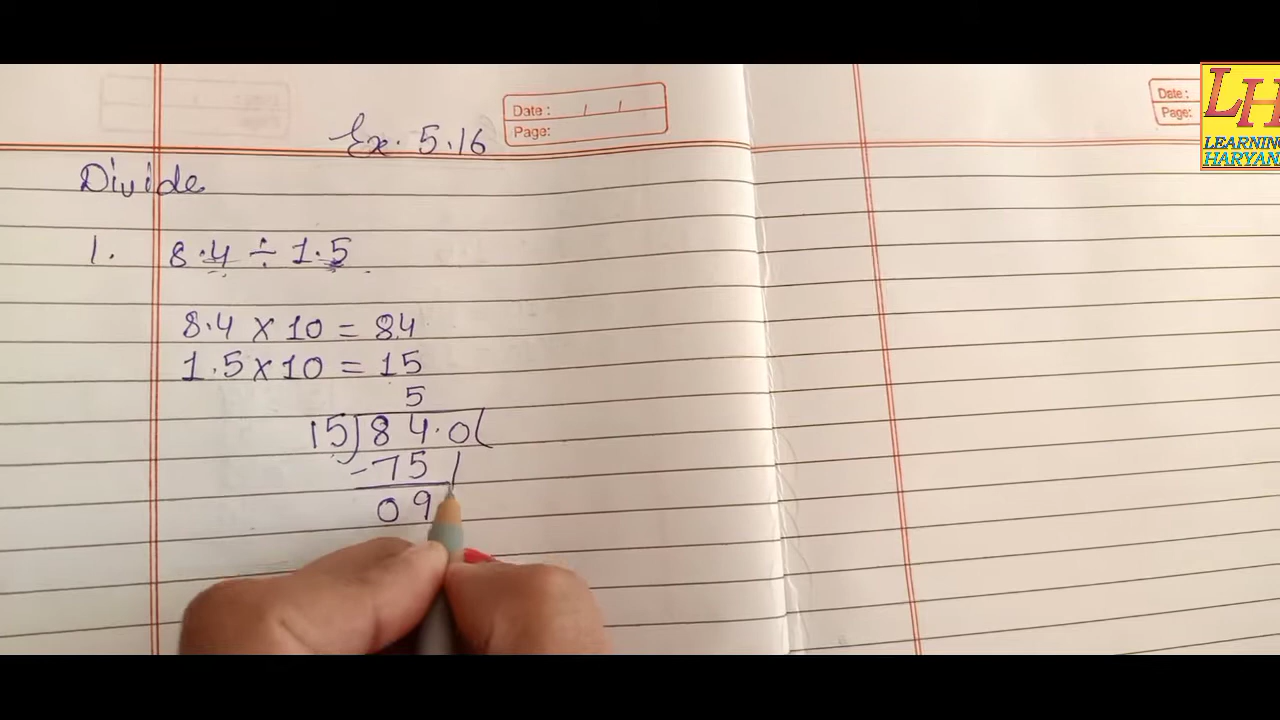 Date : / /
Page:
Ex. 5.16
Date :
Page:
LH
LEARNING
HARYAN
Divide
1. 8.4 ÷ 1.5
8.4 × 10 = 84
1.5 × 10 = 15
5
15)84.0(
-75
09